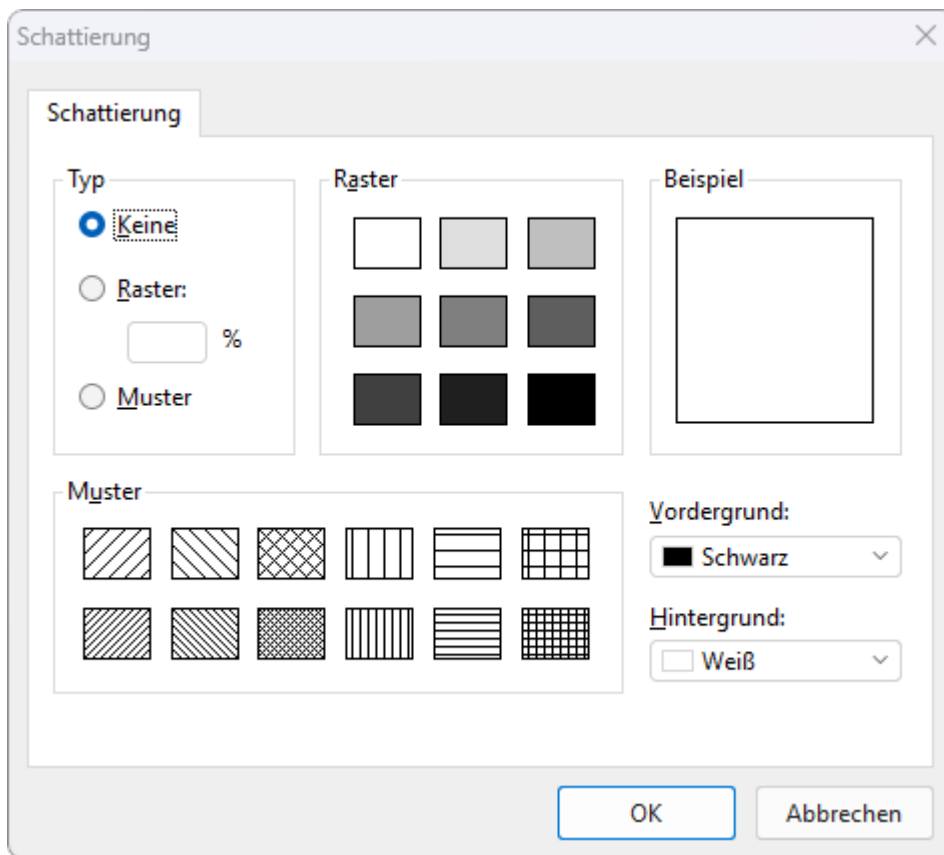 Schattierung
Schattierung
Typ
Keine
Raster:
%
Muster
Raster
Beispiel
Muster
Vordergrund:
Schwarz
Hintergrund:
Weiß
OK
Abbrechen